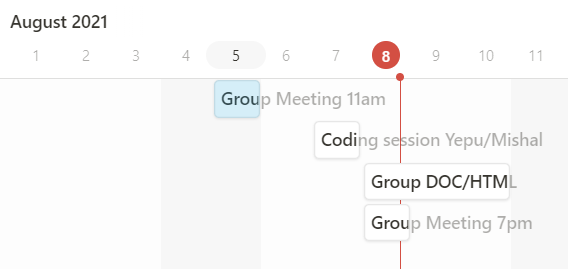 August 2021
1 2 3 4 5 6 7 8 9 10 11
Group Meeting 11am
Coding session Yepu/Mishal
Group DOC/HTML
Group Meeting 7pm